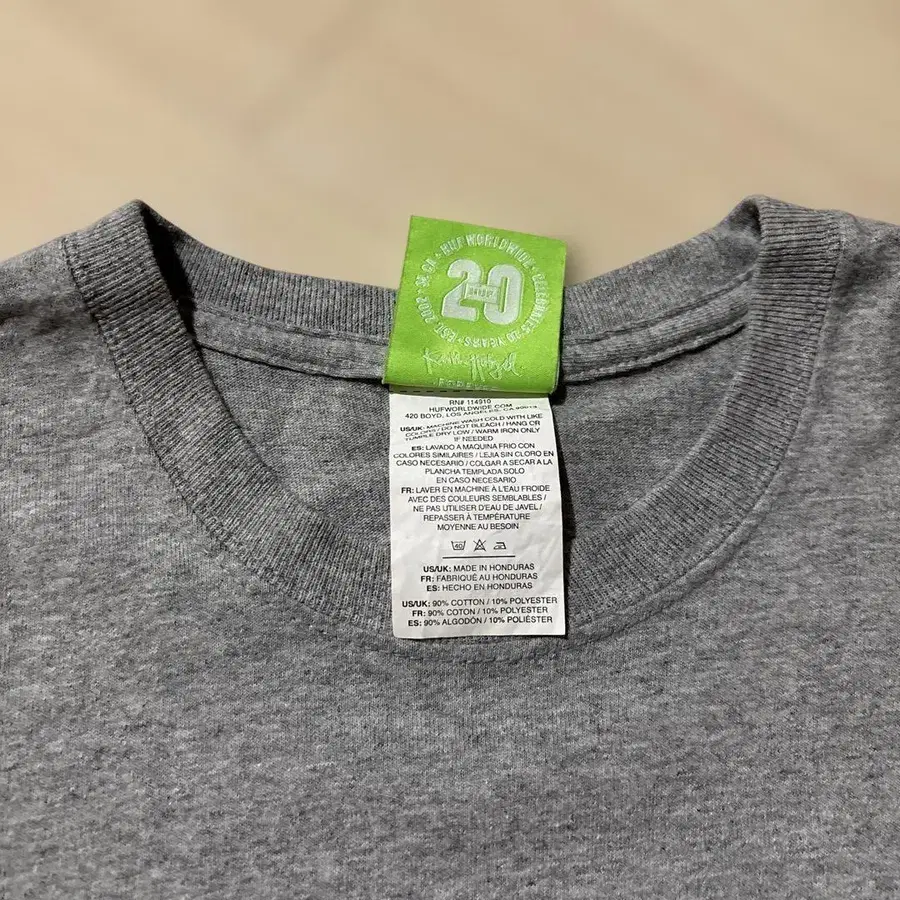 HUF WORLDWIDE • CELEBRATES 20 YEARS • EST. 2002 • SF CA •
20
HUF
Keith Hufnagel
FOREVER
RN# 114910
HUFWORLDWIDE.COM
420 BOYD, LOS ANGELES, CA 90013
US/UK: MACHINE WASH COLD WITH LIKE
COLORS / DO NOT BLEACH / HANG OR
TUMPLE DRY LOW / WARM IRON ONLY
IF NEEDED
ES: LAVADO A MAQUINA FRIO CON
COLORES SIMILARES / LEJIA SIN CLORO EN
CASO NECESARIO / COLGAR A SECAR A LA
PLANCHA TEMPLADA SOLO
EN CASO NECESARIO
FR: LAVER EN MACHINE À L'EAU FROIDE
AVEC DES COULEURS SEMBLABLES /
NE PAS UTILISER D'EAU DE JAVEL /
REPASSER À TEMPÉRATURE
MOYENNE AU BESOIN
40
US/UK: MADE IN HONDURAS
FR: FABRIQUÉ AU HONDURAS
ES: HECHO EN HONDURAS
US/UK: 90% COTTON / 10% POLYESTER
FR: 90% COTON / 10% POLYESTER
ES: 90% ALGODÓN / 10% POLIÉSTER